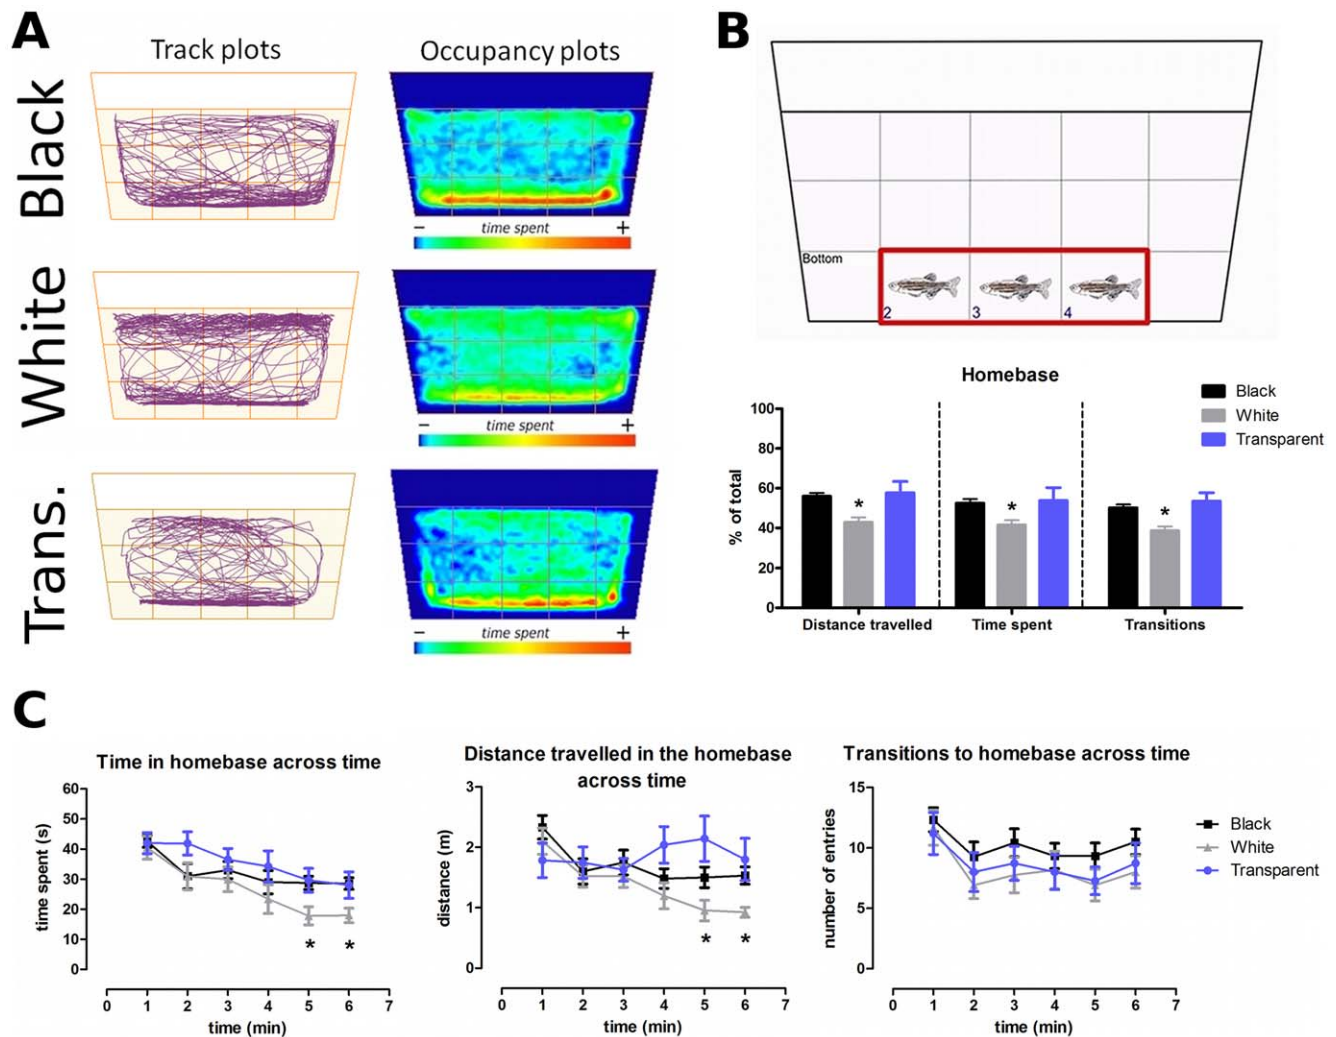 A
Track plots
Occupancy plots
Black
− time spent +
White
− time spent +
Trans.
− time spent +
B
Bottom
2 3 4
Homebase
Black
White
Transparent
100
80
60
40
20
0
% of total
*
*
*
Distance travelled
Time spent
Transitions
C
Time in homebase across time
60
50
40
30
20
10
0
time spent (s)
* *
0 1 2 3 4 5 6 7
time (min)
Distance travelled in the homebase
across time
3
2
1
0
distance (m)
* *
0 1 2 3 4 5 6 7
time (min)
Transitions to homebase across time
15
10
5
0
number of entries
0 1 2 3 4 5 6 7
time (min)
Black
White
Transparent